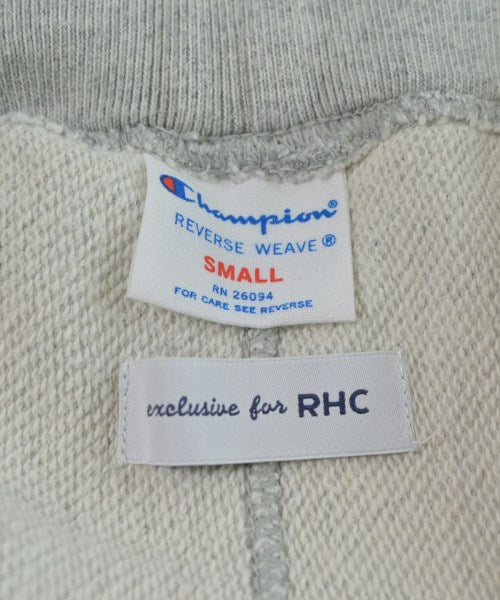 Champion®
REVERSE WEAVE®
SMALL
RN 26094
FOR CARE SEE REVERSE
exclusive for RHC